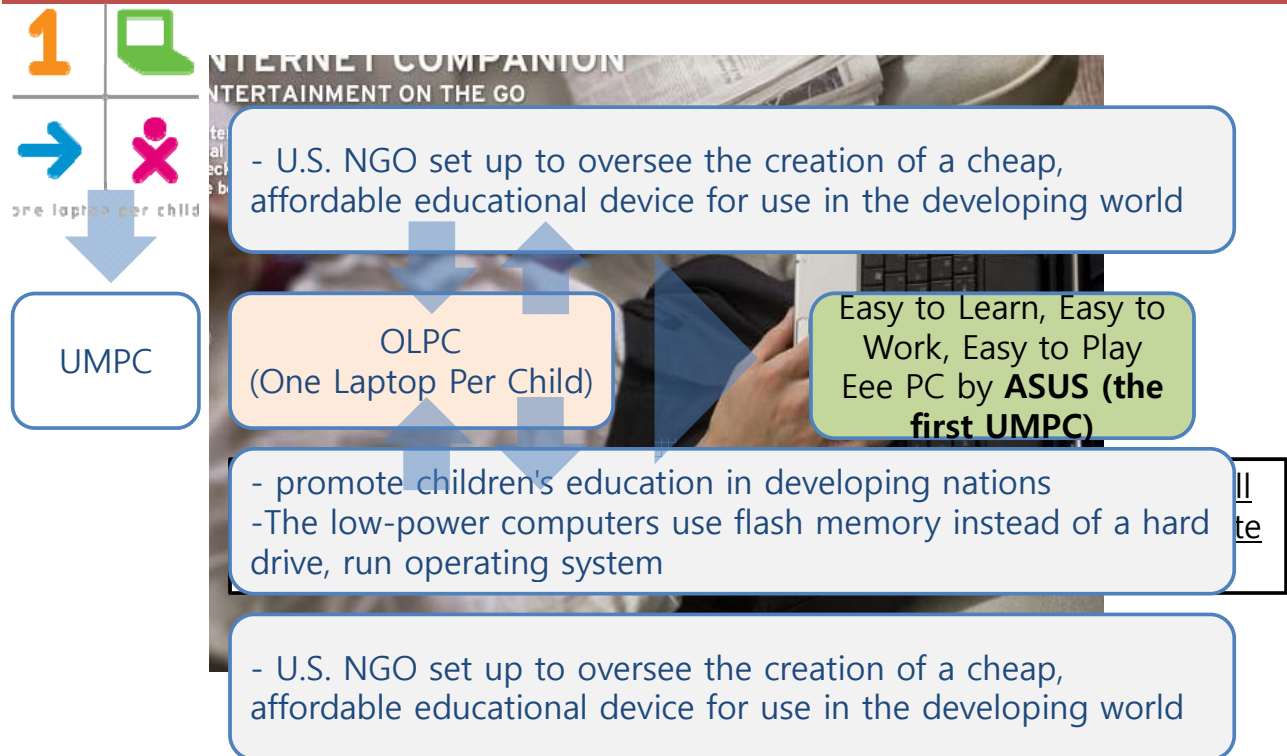 1
NTERNET COMPANION
NTERTAINMENT ON THE GO
one laptop per child
- U.S. NGO set up to oversee the creation of a cheap,
affordable educational device for use in the developing world
UMPC
OLPC
(One Laptop Per Child)
Easy to Learn, Easy to
Work, Easy to Play
Eee PC by ASUS (the
first UMPC)
- promote children's education in developing nations
-The low-power computers use flash memory instead of a hard
drive, run operating system
ll
te
- U.S. NGO set up to oversee the creation of a cheap,
affordable educational device for use in the developing world